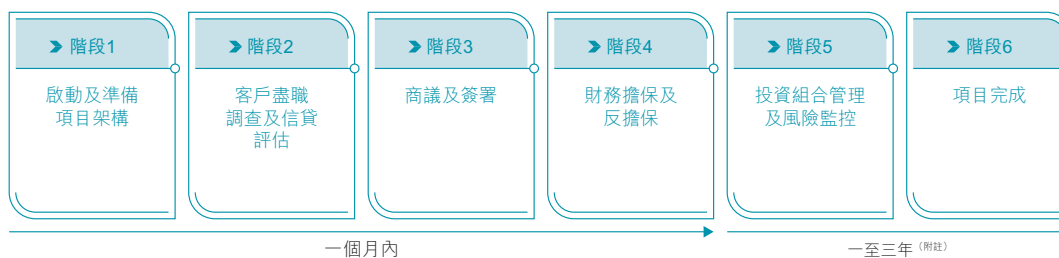 階段1
啟動及準備
項目架構
階段2
客戶盡職
調查及信貸
評估
階段3
商議及簽署
階段4
財務擔保及
反擔保
階段5
投資組合管理
及風險監控
階段6
項目完成
一個月內
一至三年（附註）